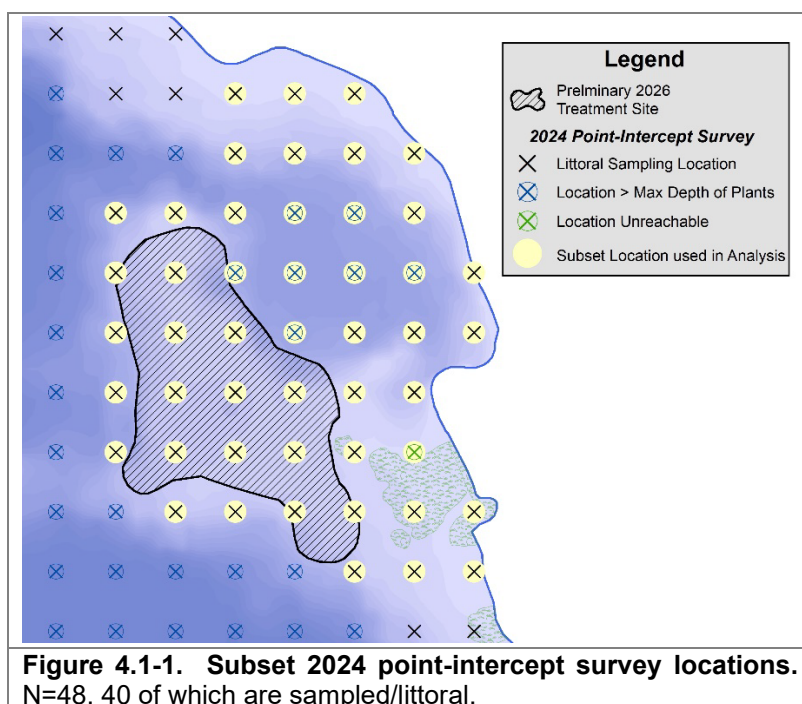 Legend
Prelminary 2026
Treatment Site
2024 Point-Intercept Survey
Littoral Sampling Location
Location > Max Depth of Plants
Location Unreachable
Subset Location used in Analysis
Figure 4.1-1. Subset 2024 point-intercept survey locations.
N=48, 40 of which are sampled/littoral.